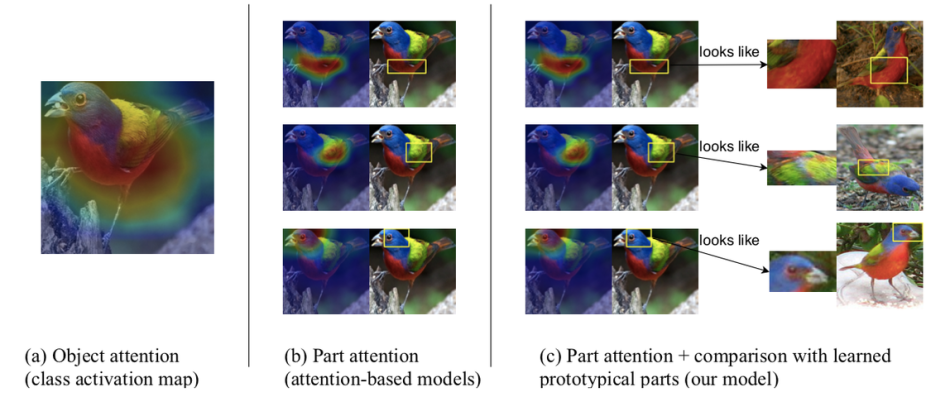 looks like
looks like
looks like
(a) Object attention
(class activation map)
(b) Part attention
(attention-based models)
(c) Part attention + comparison with learned
prototypical parts (our model)